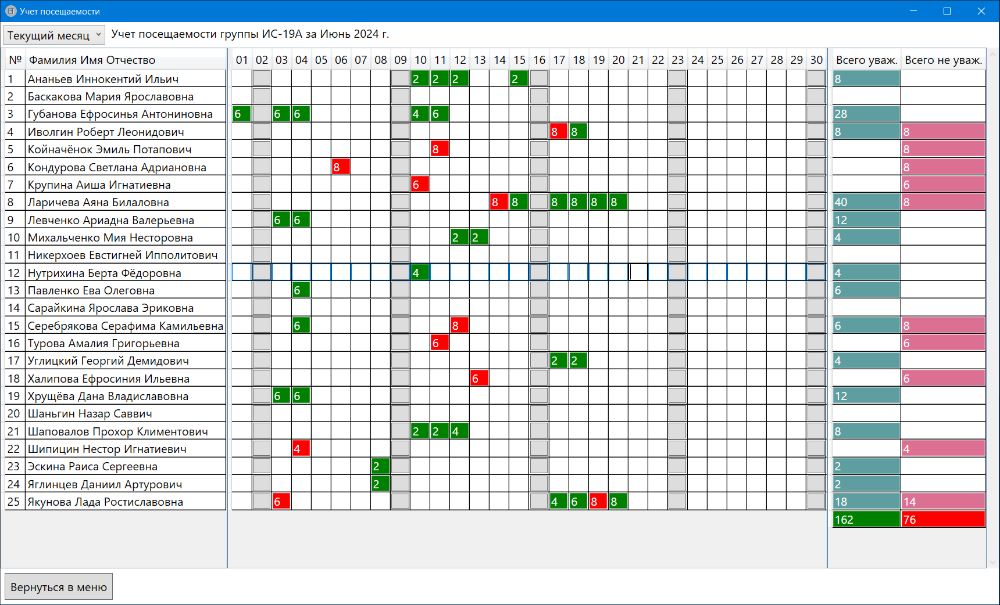 Учет посещаемости
Текущий месяц Учет посещаемости группы ИС-19А за Июнь 2024 г.
№ Фамилия Имя Отчество 01 02 03 04 05 06 07 08 09 10 11 12 13 14 15 16 17 18 19 20 21 22 23 24 25 26 27 28 29 30 Всего уваж. Всего не уваж.
1 Ананьев Иннокентий Ильич 2 2 2 2 8
2 Баскакова Мария Ярославовна
3 Губанова Ефросинья Антониновна 6 6 6 4 6 28
4 Иволгин Роберт Леонидович 8 8 8 8
5 Койначёнок Эмиль Потапович 8 8
6 Кондурова Светлана Адриановна 8 8
7 Крупина Аиша Игнатиевна 6 6
8 Ларичева Аяна Билаловна 8 8 8 8 8 8 40 8
9 Левченко Ариадна Валерьевна 6 6 12
10 Михальченко Мия Несторовна 2 2 4
11 Никерхоев Евстигней Ипполитович
12 Нутрихина Берта Фёдоровна 4 4
13 Павленко Ева Олеговна 6 6
14 Сарайкина Ярослава Эриковна
15 Серебрякова Серафима Камильевна 6 8 6 8
16 Турова Амалия Григорьевна 6 6
17 Углицкий Георгий Демидович 2 2 4
18 Халипова Ефросиния Ильевна 6 6
19 Хрущёва Дана Владиславовна 6 6 12
20 Шаньгин Назар Саввич
21 Шаповалов Прохор Климентович 2 2 4 8
22 Шипицин Нестор Игнатиевич 4 4
23 Эскина Раиса Сергеевна 2 2
24 Яглинцев Даниил Артурович 2 2
25 Якунова Лада Ростиславовна 6 4 6 8 8 18 14
162 76
Вернуться в меню